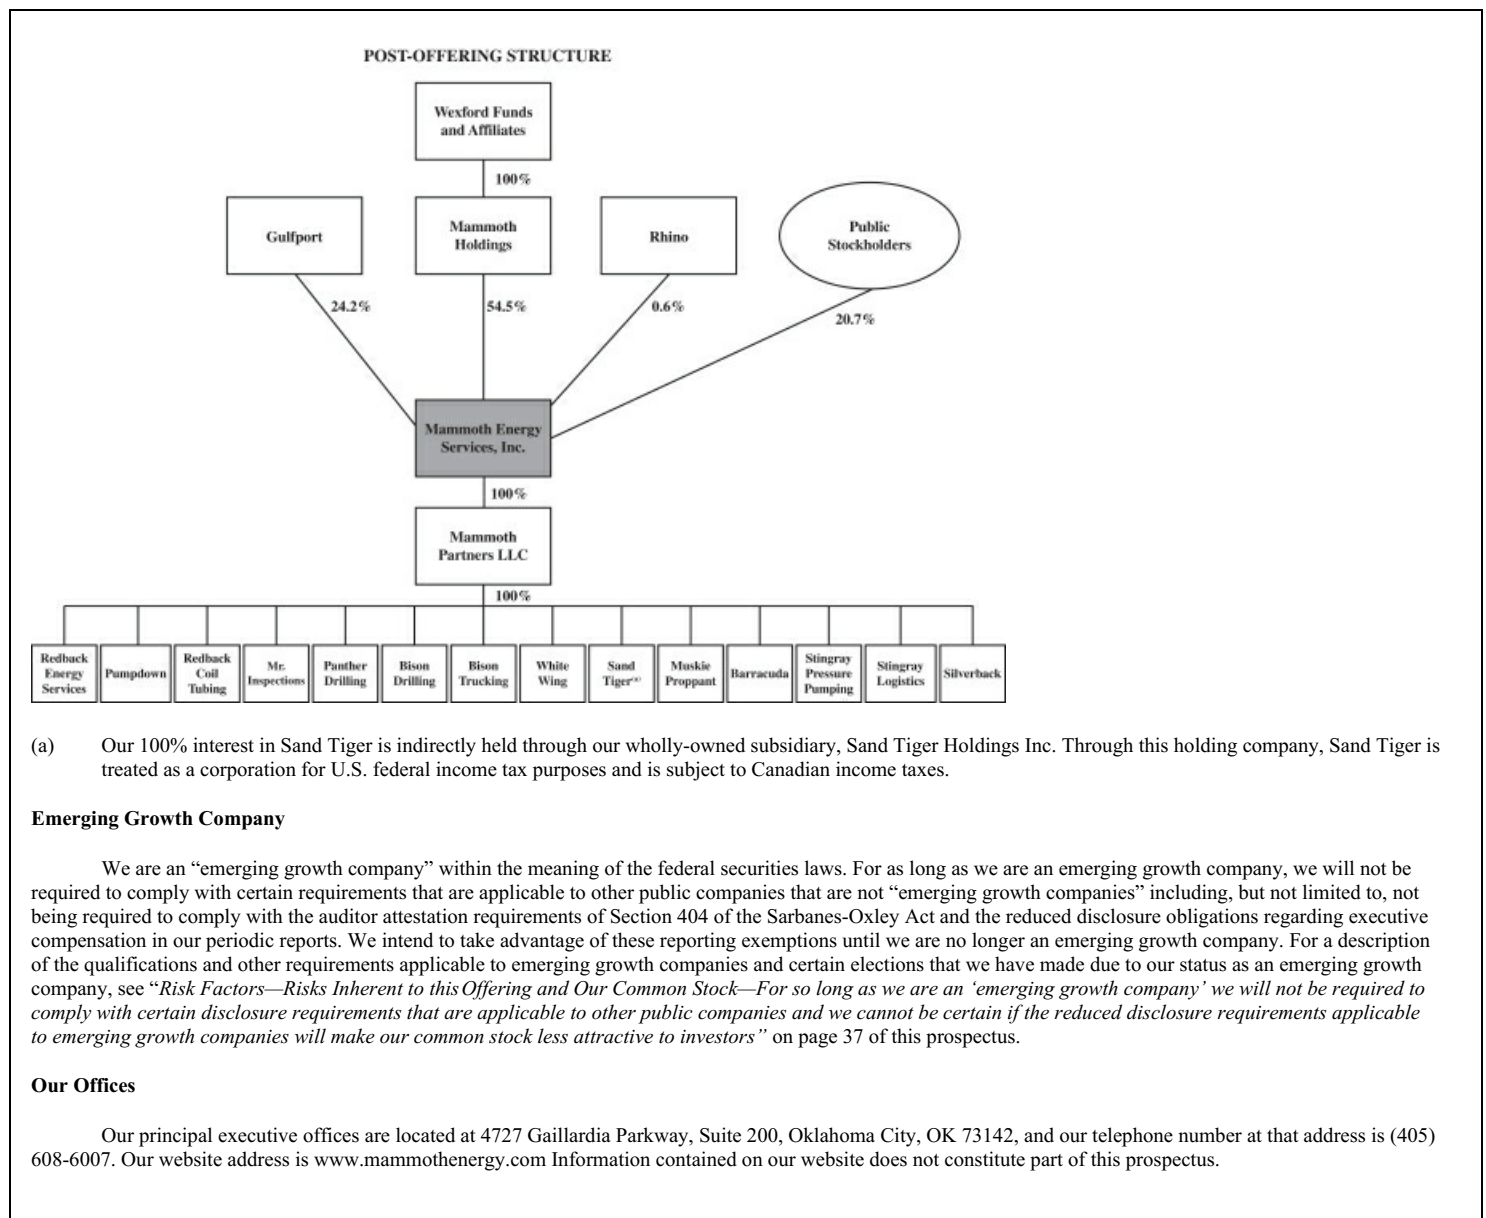 POST-OFFERING STRUCTURE
Wexford Funds
and Affiliates
100%
Gulfport
Mammoth
Holdings
Rhino
Public
Stockholders
24.2%
54.5%
0.6%
20.7%
Mammoth Energy
Services, Inc.
100%
Mammoth
Partners LLC
100%
Redback
Energy
Services
Pumpdown
Redback
Coil
Tubing
Mr.
Inspections
Panther
Drilling
Bison
Drilling
Bison
Trucking
White
Wing
Sand
Tiger(a)
Muskie
Proppant
Barracuda
Stingray
Pressure
Pumping
Stingray
Logistics
Silverback
(a) Our 100% interest in Sand Tiger is indirectly held through our wholly-owned subsidiary, Sand Tiger Holdings Inc. Through this holding company, Sand Tiger is
treated as a corporation for U.S. federal income tax purposes and is subject to Canadian income taxes.
Emerging Growth Company
We are an “emerging growth company” within the meaning of the federal securities laws. For as long as we are an emerging growth company, we will not be
required to comply with certain requirements that are applicable to other public companies that are not “emerging growth companies” including, but not limited to, not
being required to comply with the auditor attestation requirements of Section 404 of the Sarbanes-Oxley Act and the reduced disclosure obligations regarding executive
compensation in our periodic reports. We intend to take advantage of these reporting exemptions until we are no longer an emerging growth company. For a description
of the qualifications and other requirements applicable to emerging growth companies and certain elections that we have made due to our status as an emerging growth
company, see “Risk Factors—Risks Inherent to this Offering and Our Common Stock—For so long as we are an ‘emerging growth company’ we will not be required to
comply with certain disclosure requirements that are applicable to other public companies and we cannot be certain if the reduced disclosure requirements applicable
to emerging growth companies will make our common stock less attractive to investors” on page 37 of this prospectus.
Our Offices
Our principal executive offices are located at 4727 Gaillardia Parkway, Suite 200, Oklahoma City, OK 73142, and our telephone number at that address is (405)
608-6007. Our website address is www.mammothenergy.com Information contained on our website does not constitute part of this prospectus.